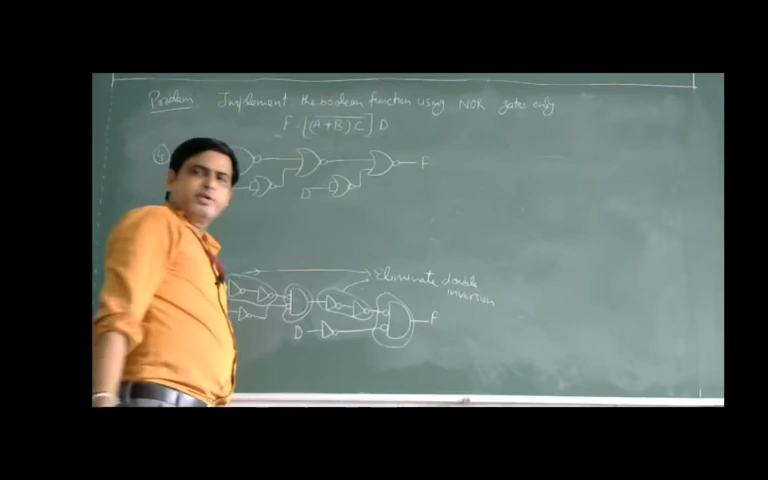 Problem Implement the boolean function using NOR gates only
F = [(A+B) C] D
F
D
Eliminate double
inversion
D
F